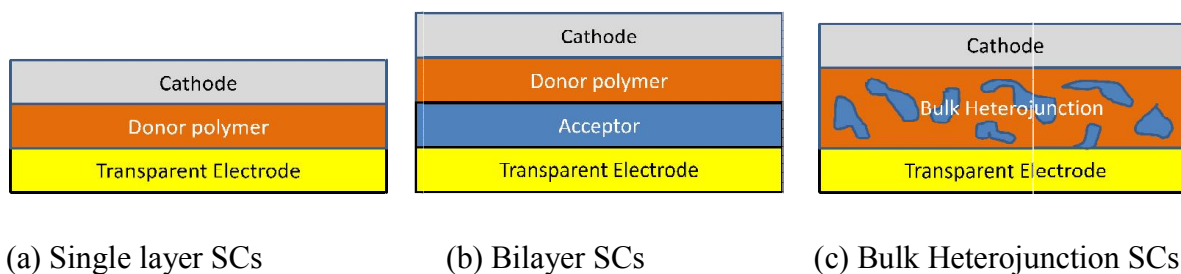 Cathode
Donor polymer
Transparent Electrode
(a) Single layer SCs
Cathode
Donor polymer
Acceptor
Transparent Electrode
(b) Bilayer SCs
Cathode
Bulk Heterojunction
Transparent Electrode
(c) Bulk Heterojunction SCs